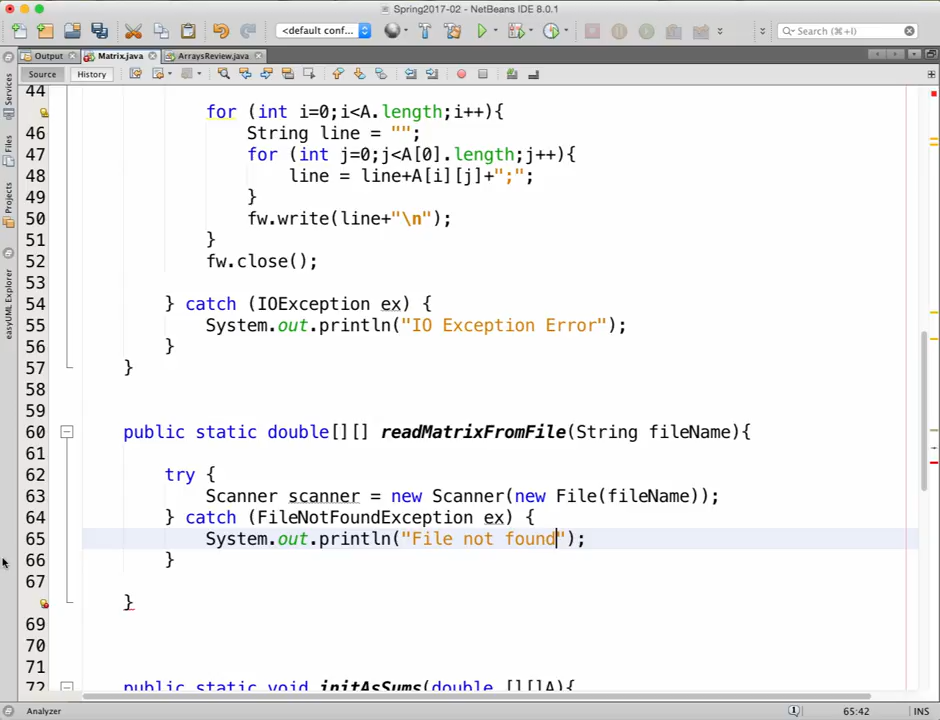 Spring2017-02 - NetBeans IDE 8.0.1
<default conf...
Search (⌘+I)
Output
Matrix.java
ArraysReview.java
Source
History
Services
Files
Projects
easyUML Explorer
44
for (int i=0;i<A.length;i++){
46 String line = "";
47 for (int j=0;j<A[0].length;j++){
48 line = line+A[i][j]+";";
49 }
50 fw.write(line+"\n");
51 }
52 fw.close();
53
54 } catch (IOException ex) {
55 System.out.println("IO Exception Error");
56 }
57 }
58
59
60 public static double[][] readMatrixFromFile(String fileName){
61
62 try {
63 Scanner scanner = new Scanner(new File(fileName));
64 } catch (FileNotFoundException ex) {
65 System.out.println("File not found");
66 }
67
}
69
70
71
72 public static void initAsSums(double [][]A){
Analyzer
1
65:42
INS